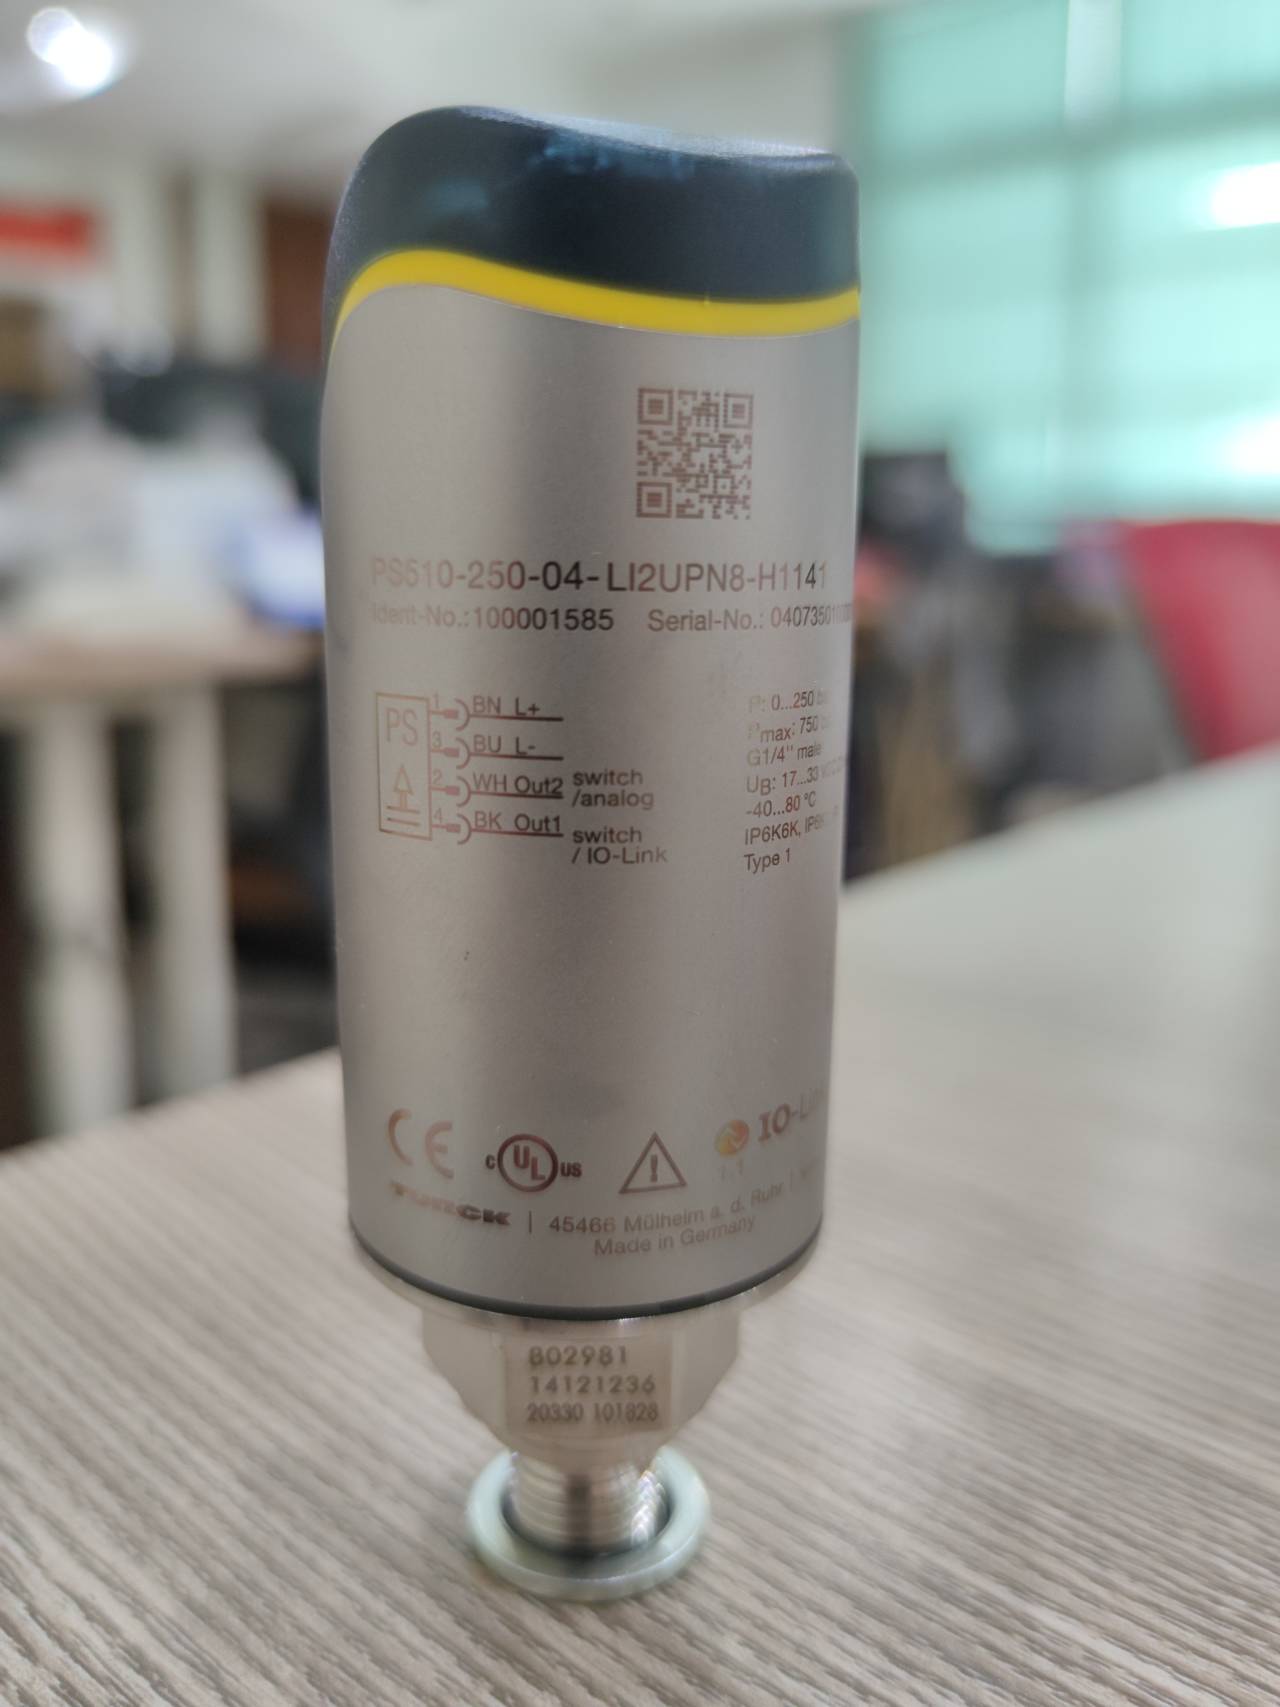 PS510-250-04-LI2UPN8-H1141
Ident-No.:100001585 Serial-No.:
PS
1 BN L+
3 BU L-
2 WH Out2 switch
/analog
4 BK Out1 switch
/ IO-Link
P: 0...250
Pmax: 750
G1/4" male
UB: 17...33
-40...80 °C
IP6K6K,
Type 1
CE
c UL US
IO-Link
1.1
TURCK | 45466 Mülheim a. d. Ruhr |
Made in Germany
802981
14121236
20330 101828